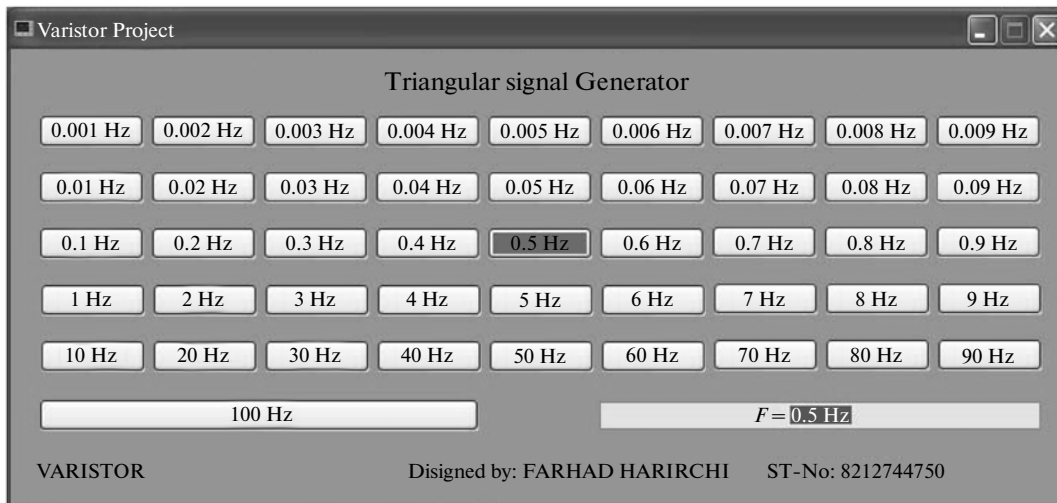 Varistor Project
Triangular signal Generator
0.001 Hz 0.002 Hz 0.003 Hz 0.004 Hz 0.005 Hz 0.006 Hz 0.007 Hz 0.008 Hz 0.009 Hz
0.01 Hz 0.02 Hz 0.03 Hz 0.04 Hz 0.05 Hz 0.06 Hz 0.07 Hz 0.08 Hz 0.09 Hz
0.1 Hz 0.2 Hz 0.3 Hz 0.4 Hz 0.5 Hz 0.6 Hz 0.7 Hz 0.8 Hz 0.9 Hz
1 Hz 2 Hz 3 Hz 4 Hz 5 Hz 6 Hz 7 Hz 8 Hz 9 Hz
10 Hz 20 Hz 30 Hz 40 Hz 50 Hz 60 Hz 70 Hz 80 Hz 90 Hz
100 Hz F = 0.5 Hz
VARISTOR Disigned by: FARHAD HARIRCHI ST-No: 8212744750